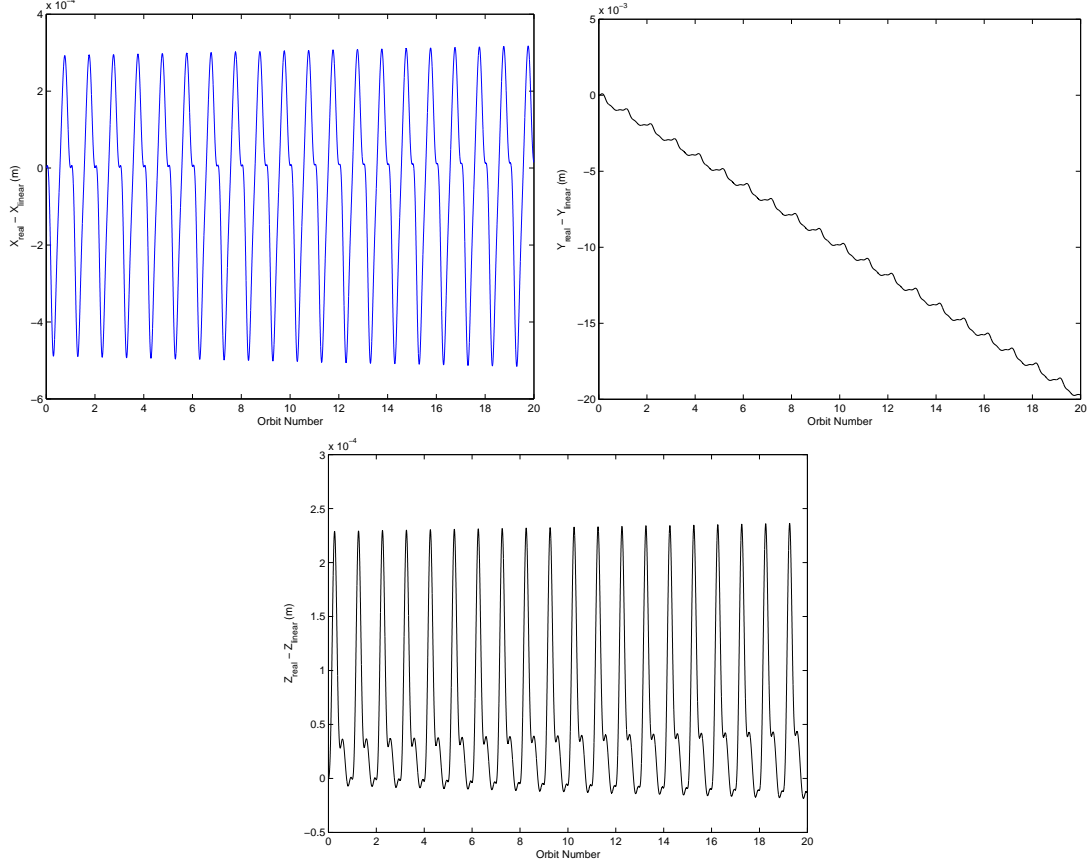 x 10⁻⁴
4
2
0
−2
−4
−6
0 2 4 6 8 10 12 14 16 18 20
Orbit Number
X_real − X_linear (m)
x 10⁻³
5
0
−5
−10
−15
−20
0 2 4 6 8 10 12 14 16 18 20
Orbit Number
Y_real − Y_linear (m)
x 10⁻⁴
3
2.5
2
1.5
1
0.5
0
−0.5
0 2 4 6 8 10 12 14 16 18 20
Orbit Number
Z_real − Z_linear (m)